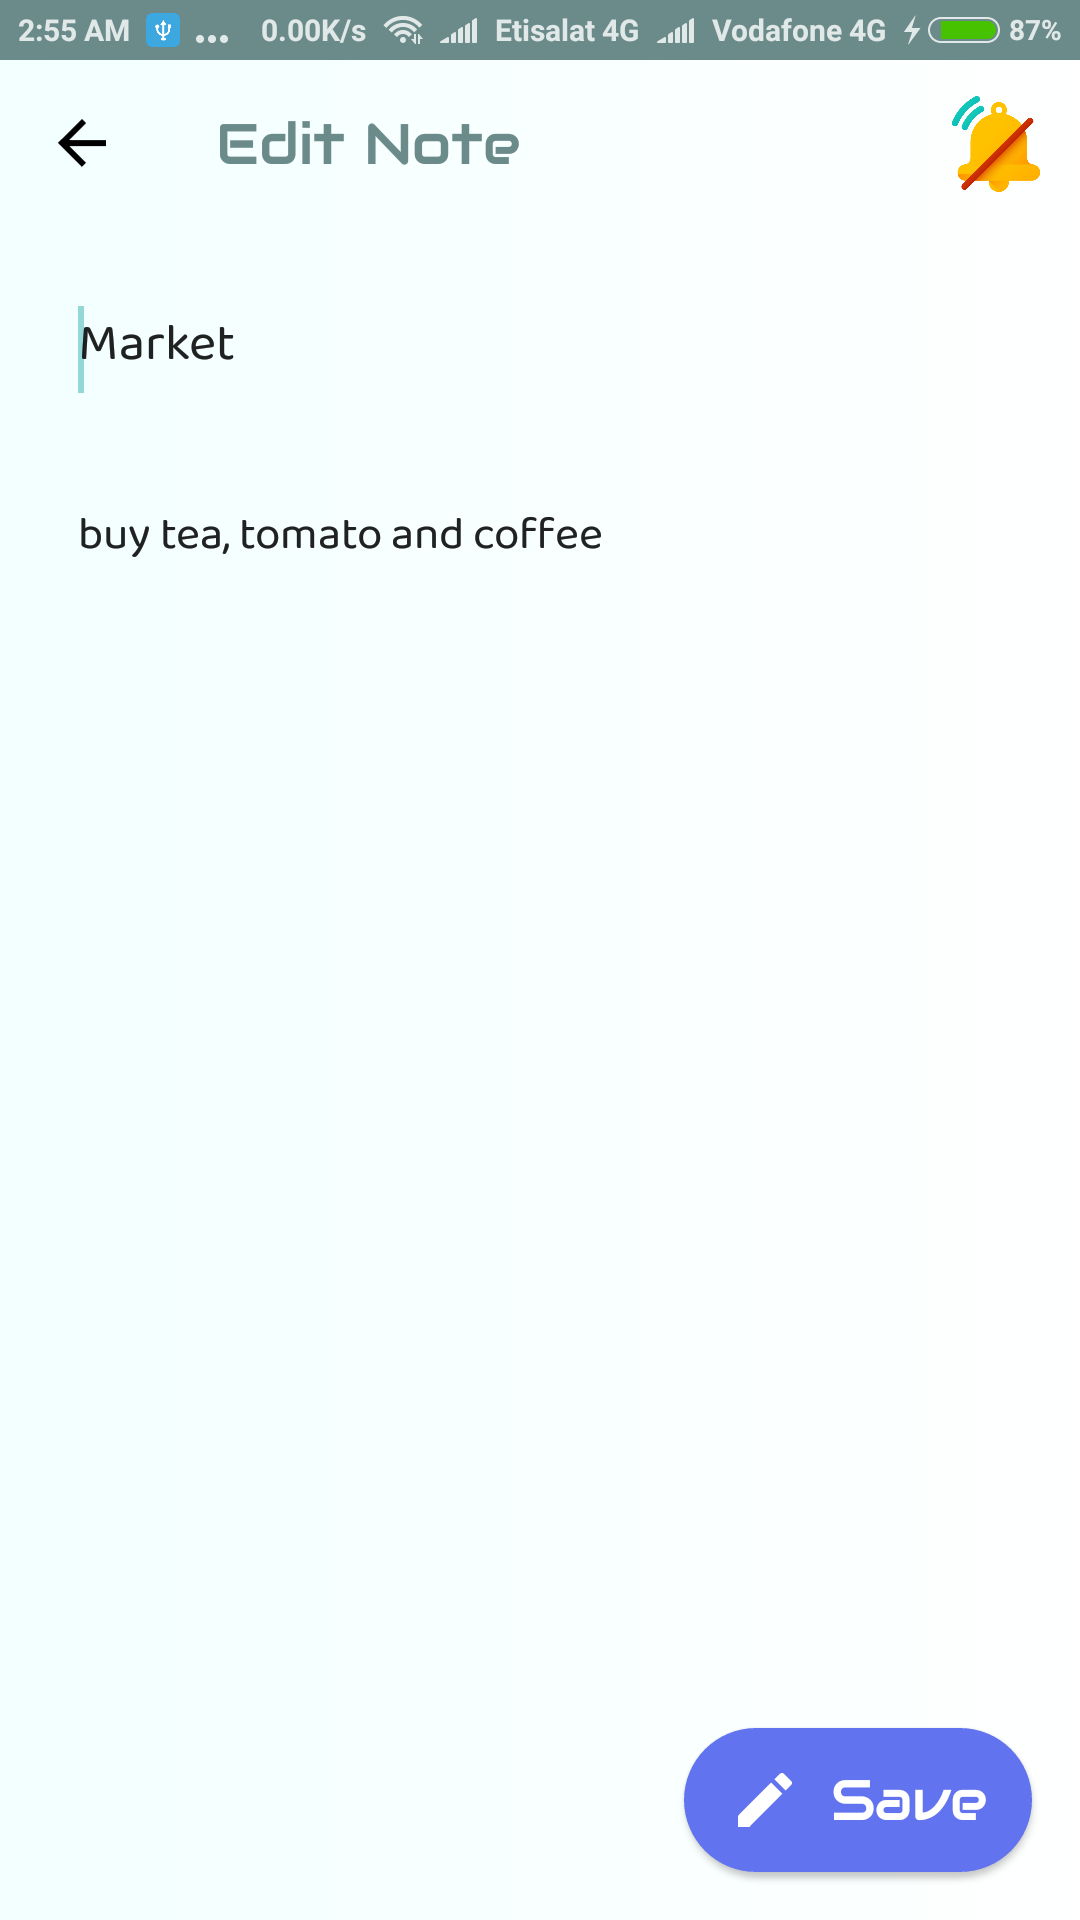 2:55 AM ... 0.00K/s Etisalat 4G Vodafone 4G 87%
Edit Note
Market
buy tea, tomato and coffee
Save